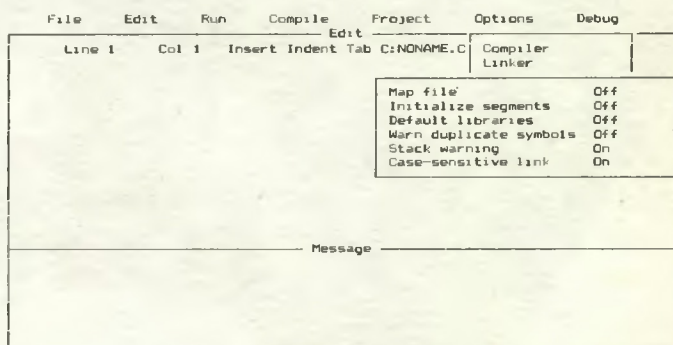 File Edit Run Compile Project Options Debug
Edit
Line 1 Col 1 Insert Indent Tab C:NONAME.C
Compiler
Linker
Map file Off
Initialize segments Off
Default libraries Off
Warn duplicate symbols Off
Stack warning On
Case-sensitive link On
Message